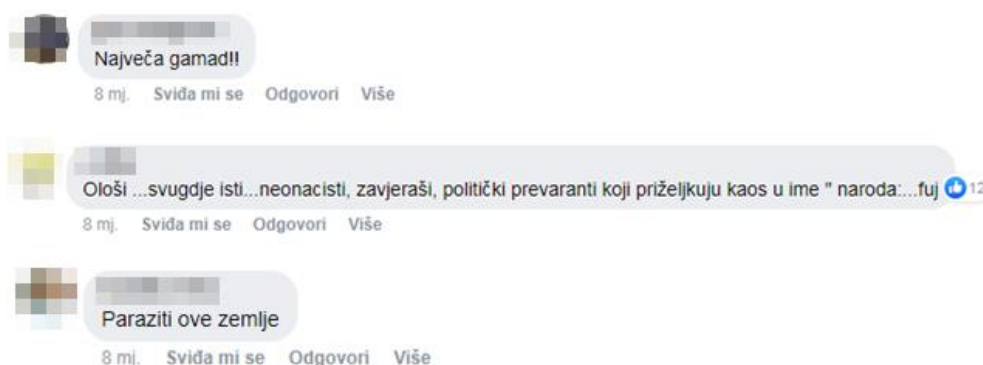 Največa gamad!!
8 mj. Sviđa mi se Odgovori Više
Ološi ...svugdje isti...neonacisti, zavjeraši, politički prevaranti koji priželjkuju kaos u ime " naroda:...fuj 12
8 mj. Sviđa mi se Odgovori Više
Paraziti ove zemlje
8 mj. Sviđa mi se Odgovori Više